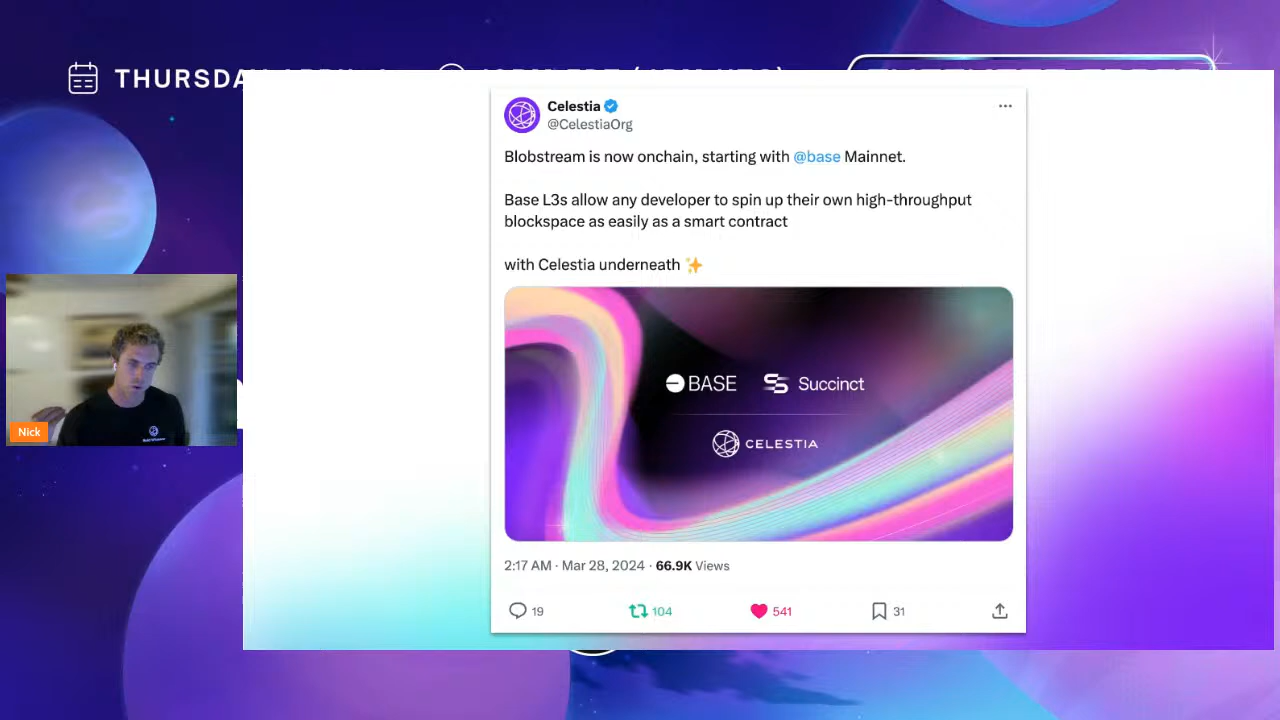 THURSDA
Celestia
@CelestiaOrg
Blobstream is now onchain, starting with @base Mainnet.
Base L3s allow any developer to spin up their own high-throughput
blockspace as easily as a smart contract
with Celestia underneath ✨
BASE
Succinct
CELESTIA
2:17 AM · Mar 28, 2024 · 66.9K Views
19
104
541
31
Nick